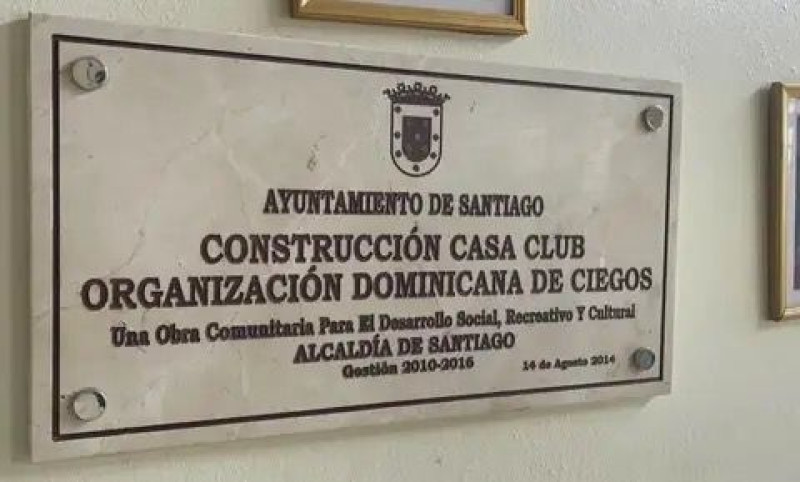 AYUNTAMIENTO DE SANTIAGO
CONSTRUCCIÓN CASA CLUB
ORGANIZACIÓN DOMINICANA DE CIEGOS
Una Obra Comunitaria Para El Desarrollo Social, Recreativo Y Cultural
ALCALDÍA DE SANTIAGO
Gestión 2010-2016 14 de Agosto 2014